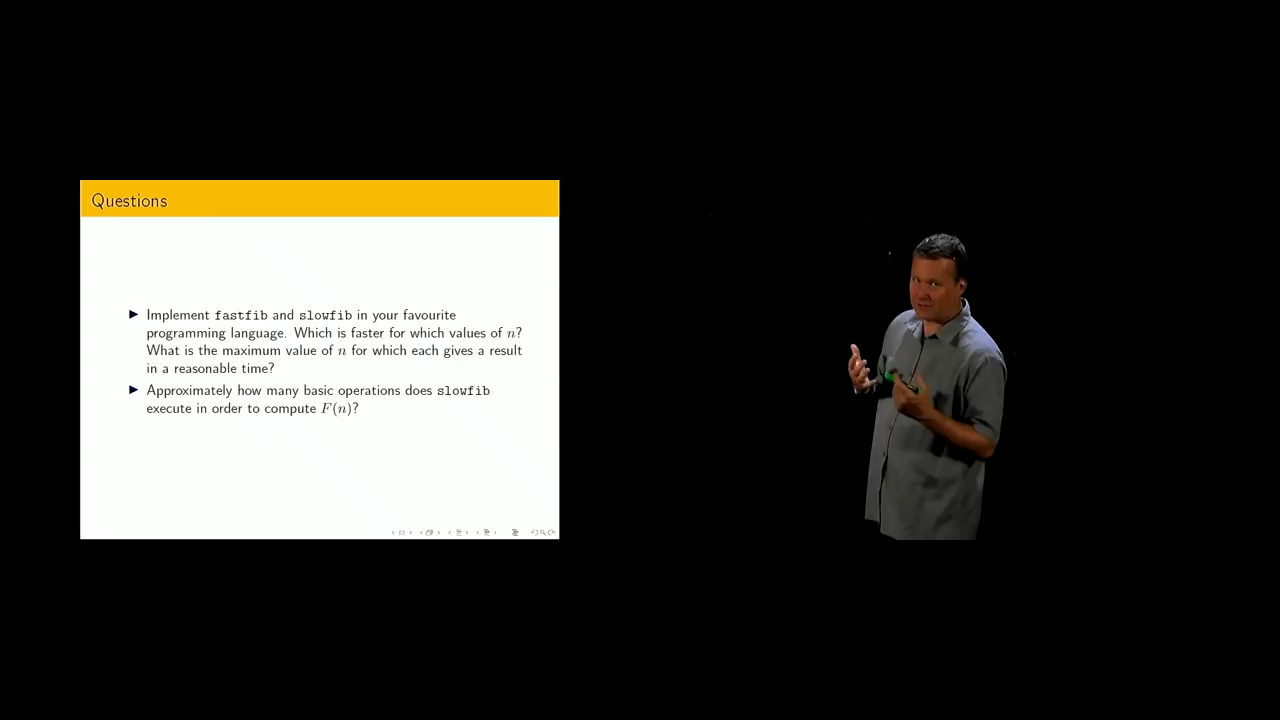 Questions
▶ Implement fastfib and slowfib in your favourite
programming language. Which is faster for which values of n?
What is the maximum value of n for which each gives a result
in a reasonable time?
▶ Approximately how many basic operations does slowfib
execute in order to compute F(n)?